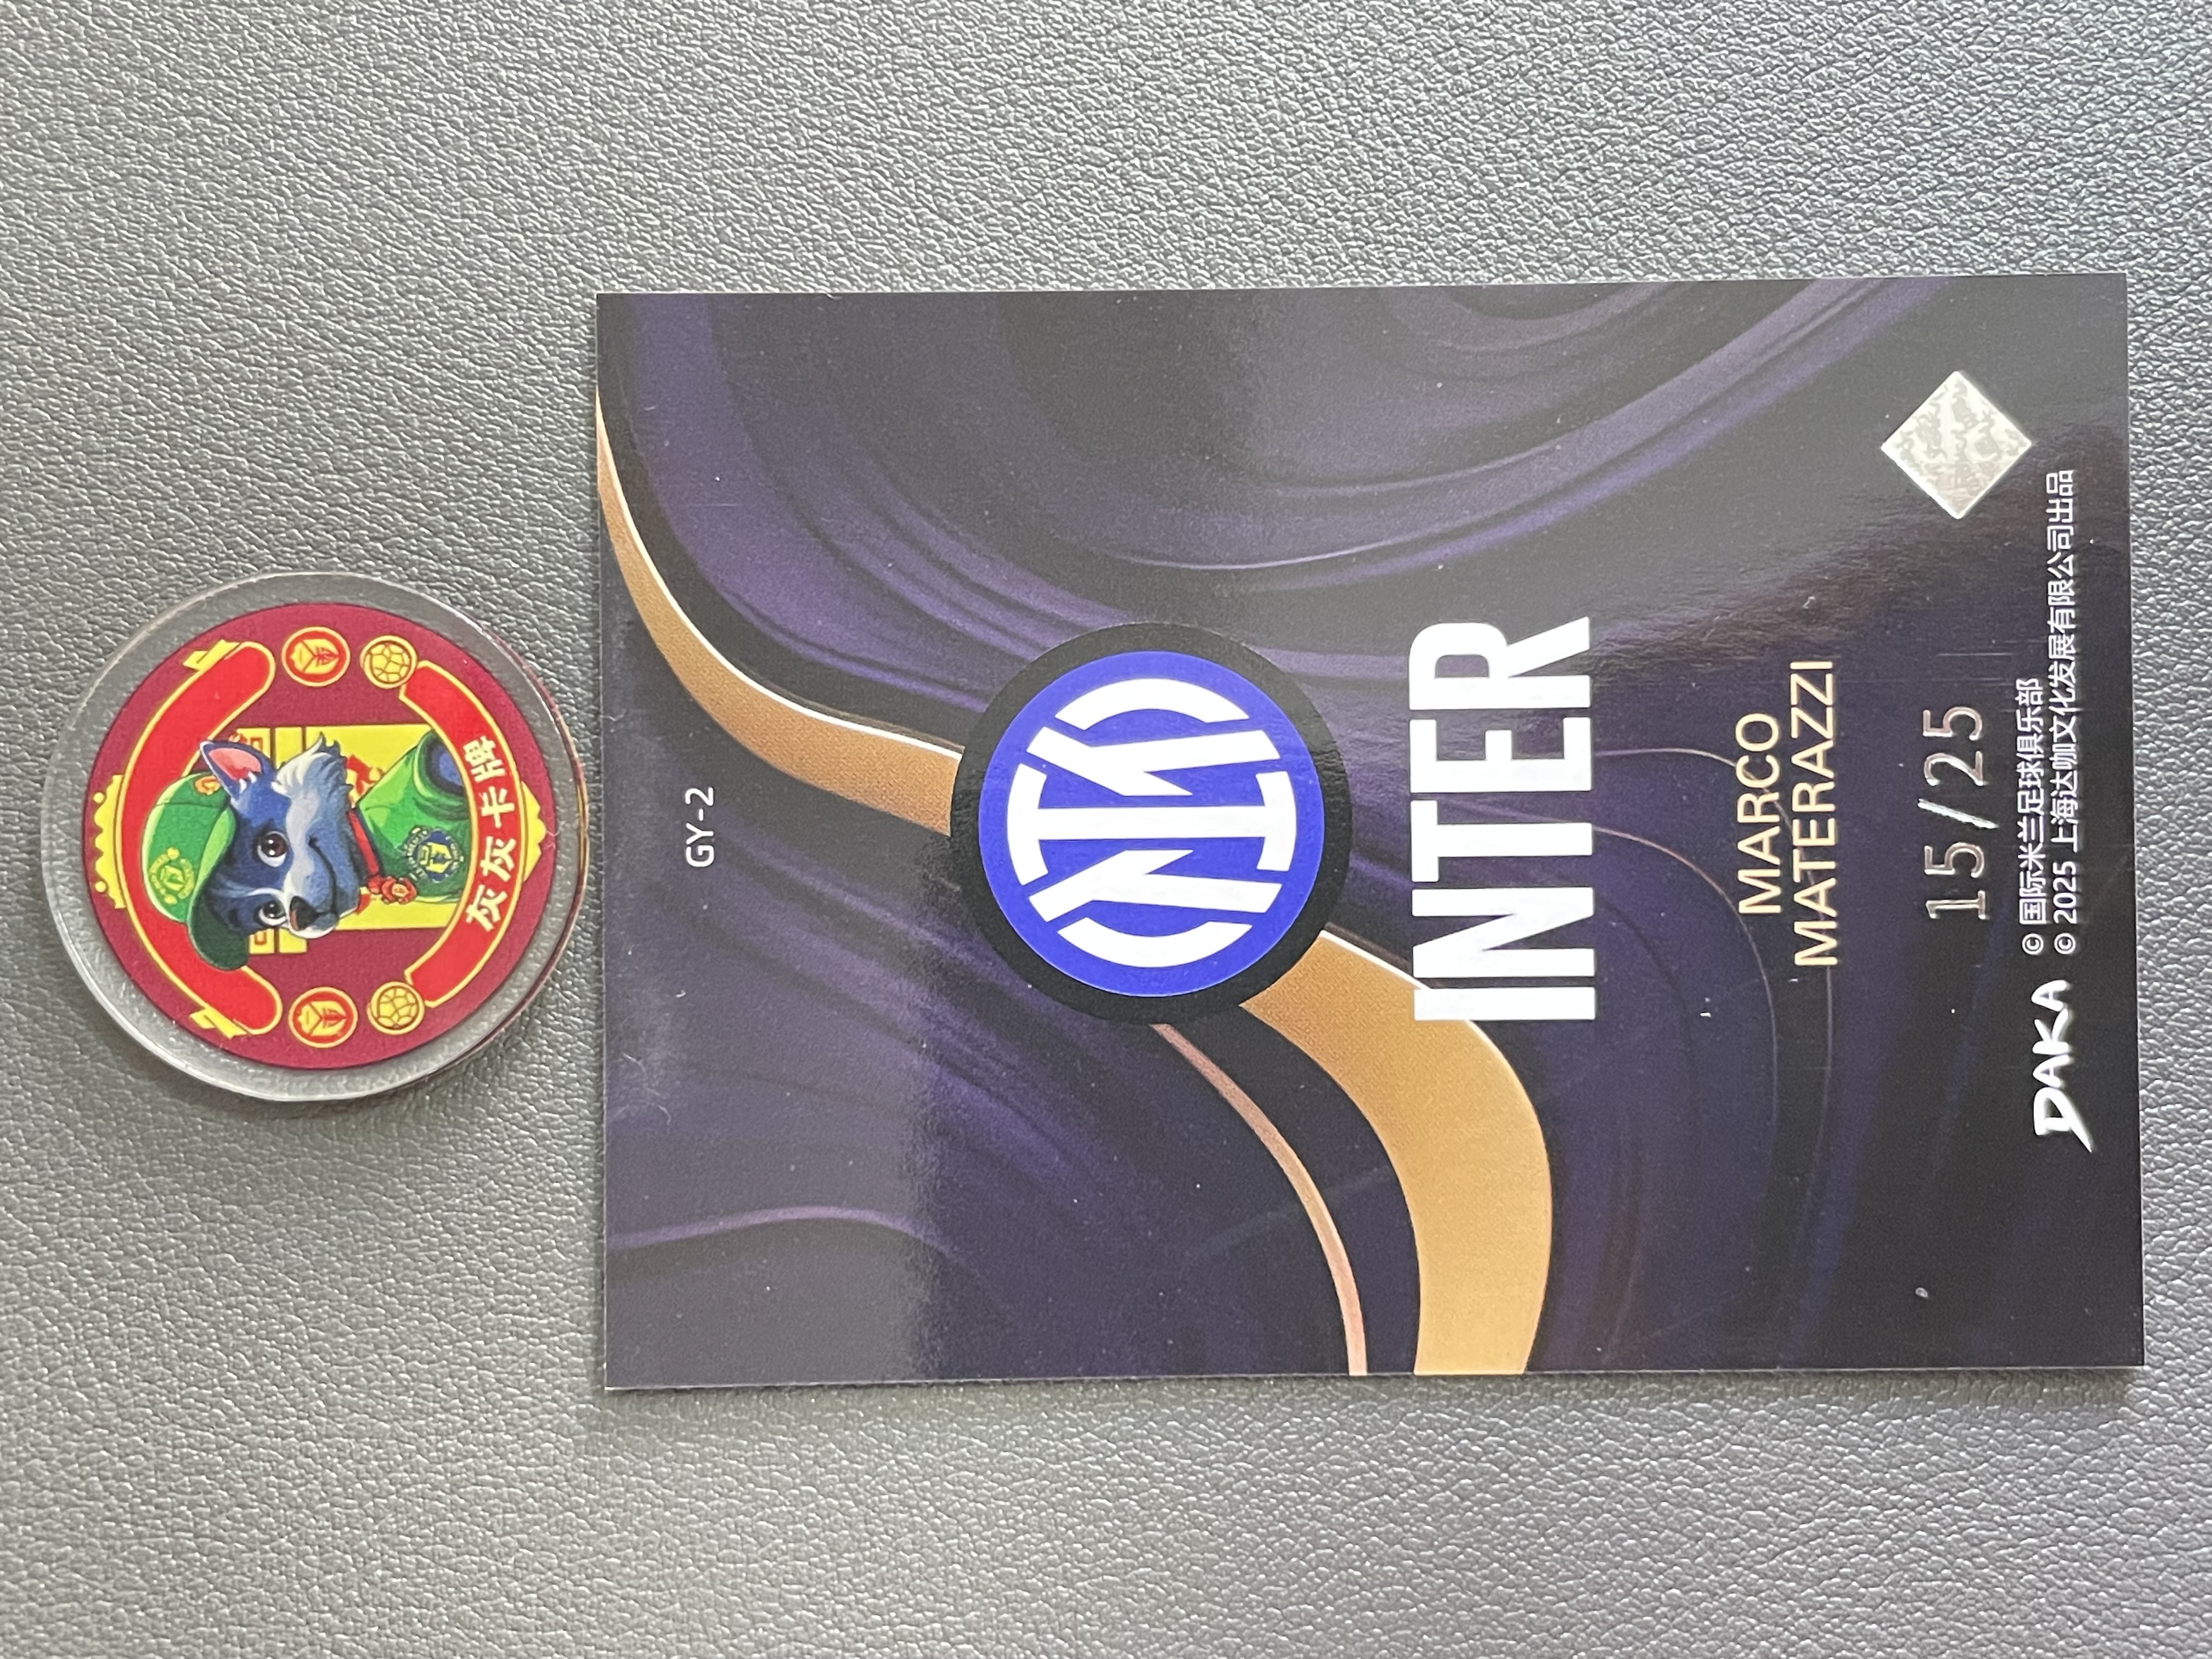 灰灰卡牌
GY-2
INTER
MARCO
MATERAZZI
15/25
DAKA
© 国际米兰足球俱乐部
© 2025 上海达咖文化发展有限公司出品